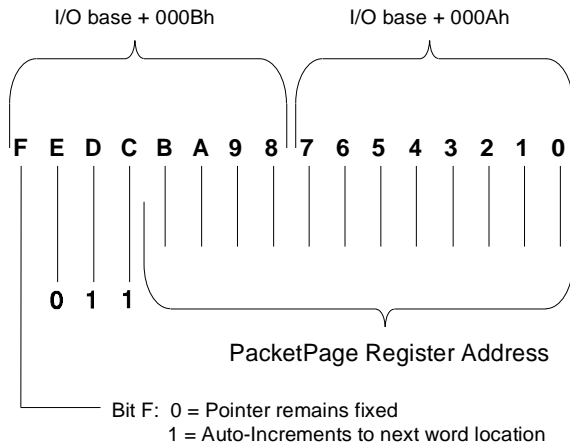 I/O base + 000Bh I/O base + 000Ah
F E D C B A 9 8 7 6 5 4 3 2 1 0
0 1 1
PacketPage Register Address
Bit F: 0 = Pointer remains fixed
1 = Auto-Increments to next word location